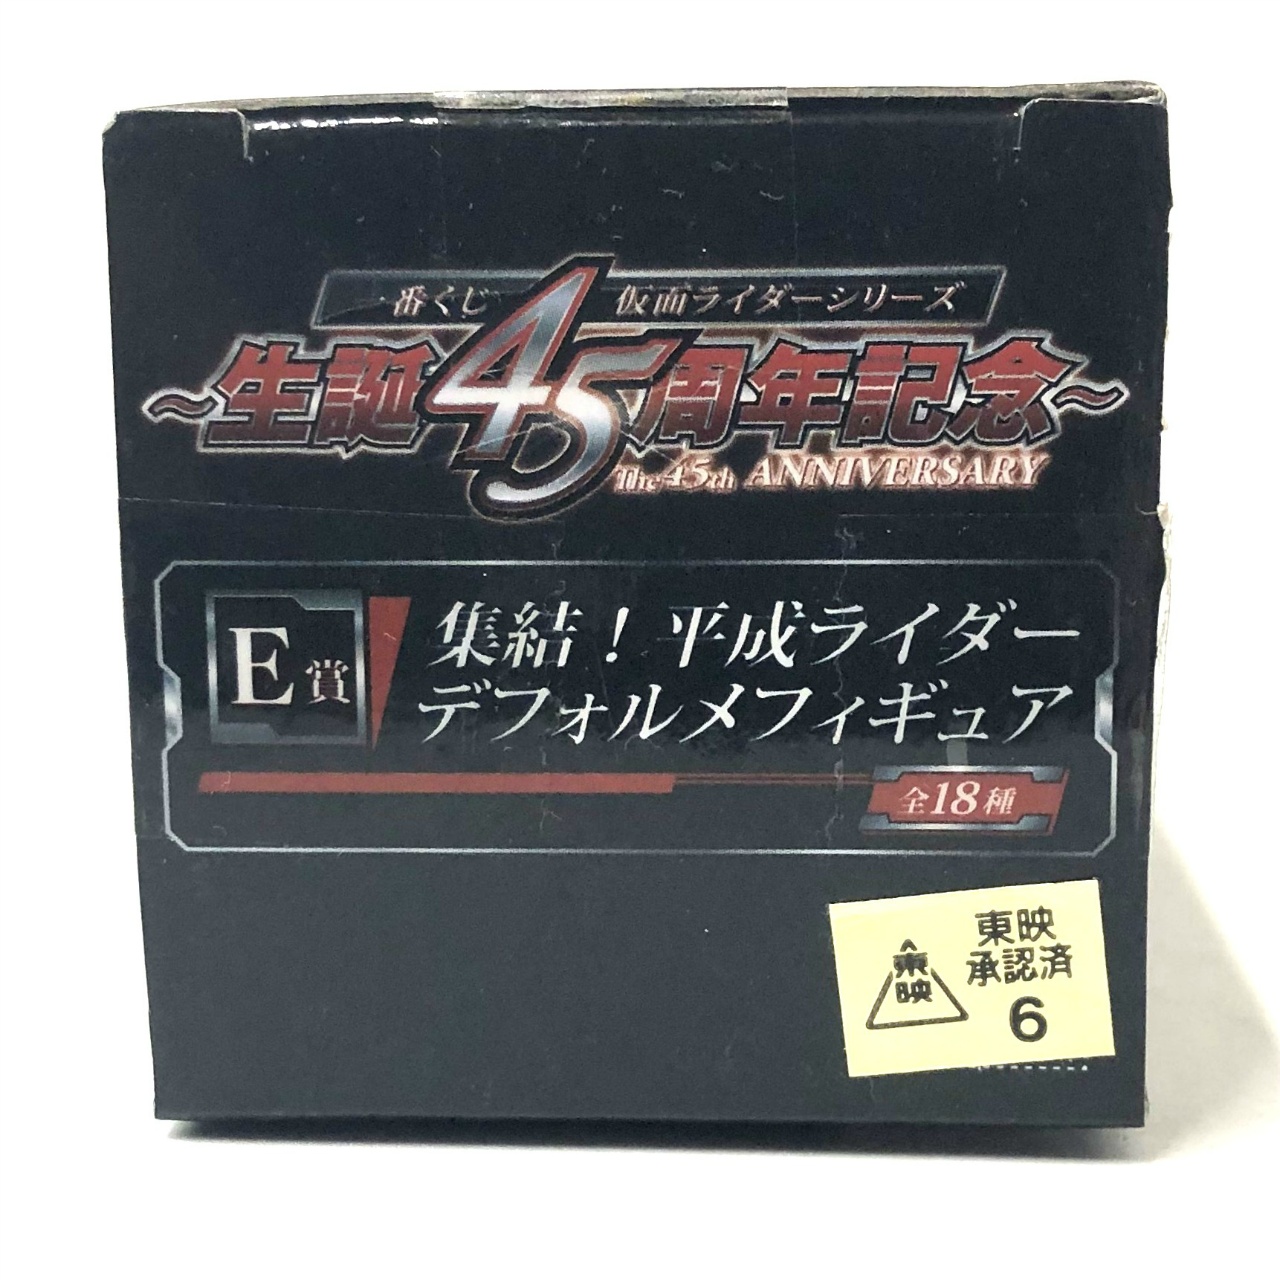 一番くじ 仮面ライダーシリーズ
～生誕45周年記念～
The 45th ANNIVERSARY
E賞
集結！平成ライダー
デフォルメフィギュア
全18種
東映
承認済
6
東映